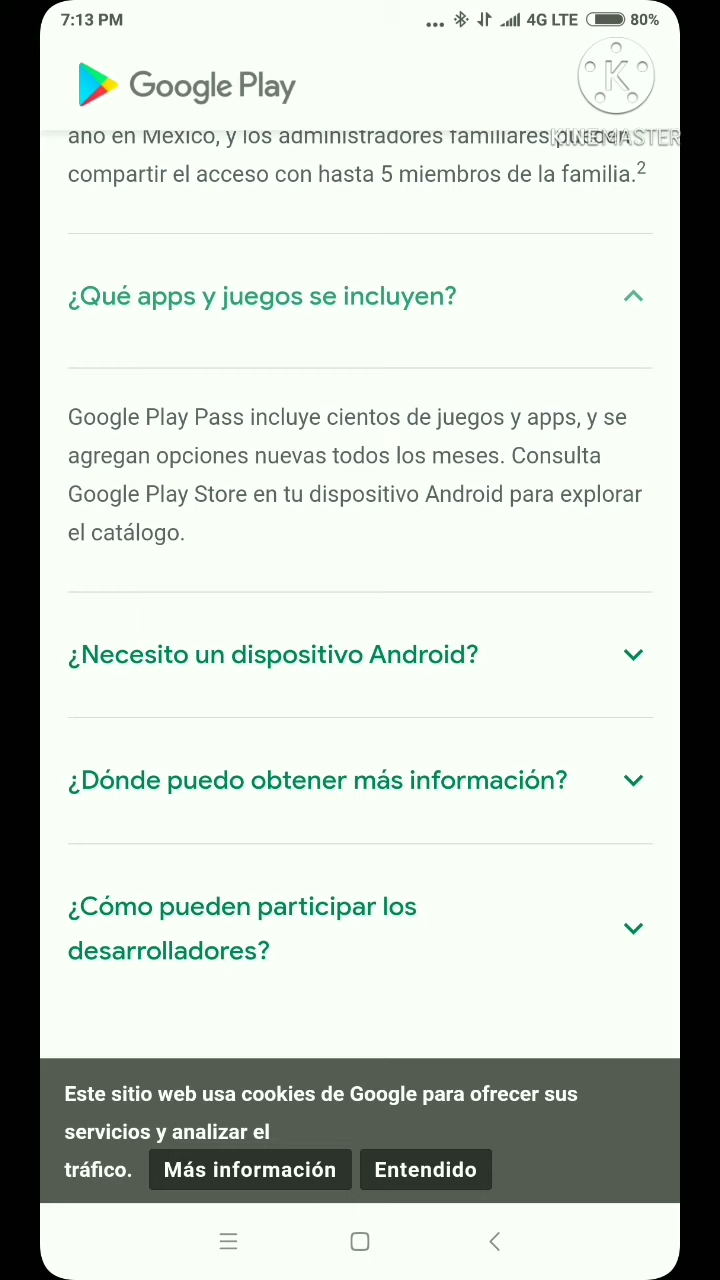 7:13 PM
... 4G LTE 80%
Google Play
K
KINEMASTER
año en México, y los administradores familiares pueden
compartir el acceso con hasta 5 miembros de la familia.2
¿Qué apps y juegos se incluyen?
Google Play Pass incluye cientos de juegos y apps, y se
agregan opciones nuevas todos los meses. Consulta
Google Play Store en tu dispositivo Android para explorar
el catálogo.
¿Necesito un dispositivo Android?
¿Dónde puedo obtener más información?
¿Cómo pueden participar los
desarrolladores?
Este sitio web usa cookies de Google para ofrecer sus
servicios y analizar el
tráfico. Más información Entendido